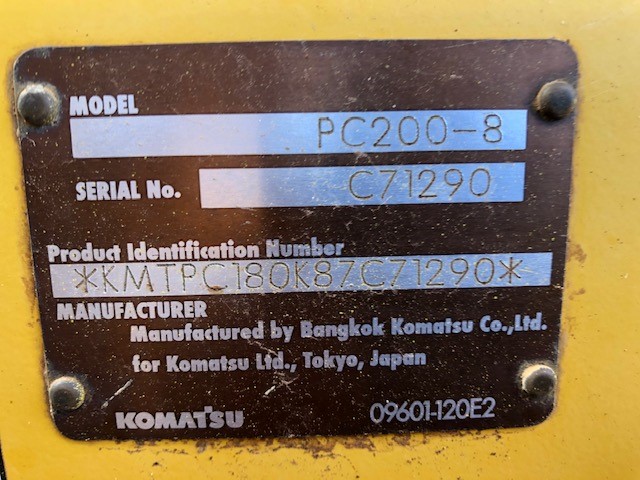 MODEL
PC200-8
SERIAL No.
C71290
Product Identification Number
*KMTPC180K87C71290*
MANUFACTURER
Manufactured by Bangkok Komatsu Co.,Ltd.
for Komatsu Ltd., Tokyo, Japan
KOMATSU
09601-120E2